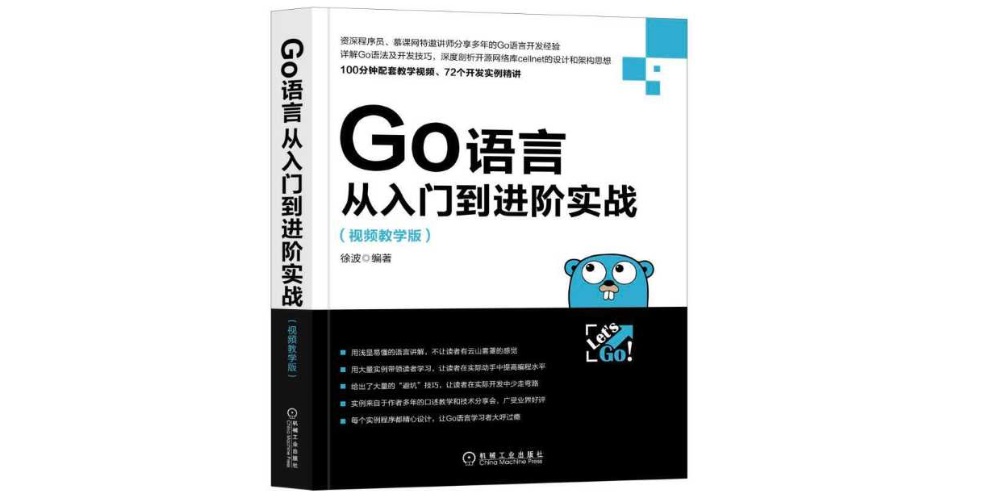 资深程序员、慕课网特邀讲师分享多年的Go语言开发经验
详解Go语法及开发技巧，深度剖析开源网络库cellnet的设计和架构思想
100分钟配套教学视频、72个开发实例精讲
Go语言
从入门到进阶实战
（视频教学版）
徐波◎编著
Let's
Go!
用浅显易懂的语言讲解，不让读者有云山雾罩的感觉
用大量实例带领读者学习，让读者在实际动手中提高编程水平
给出了大量的“避坑”技巧，让读者在实际开发中少走弯路
实例来自于作者多年的口述教学和技术分享会，广受业界好评
每个实例程序都精心设计，让Go语言学习者大呼过瘾
机械工业出版社
China Machine Press
Go语言 从入门到进阶实战
（视频教学版）
机械工业出版社
China Machine Press